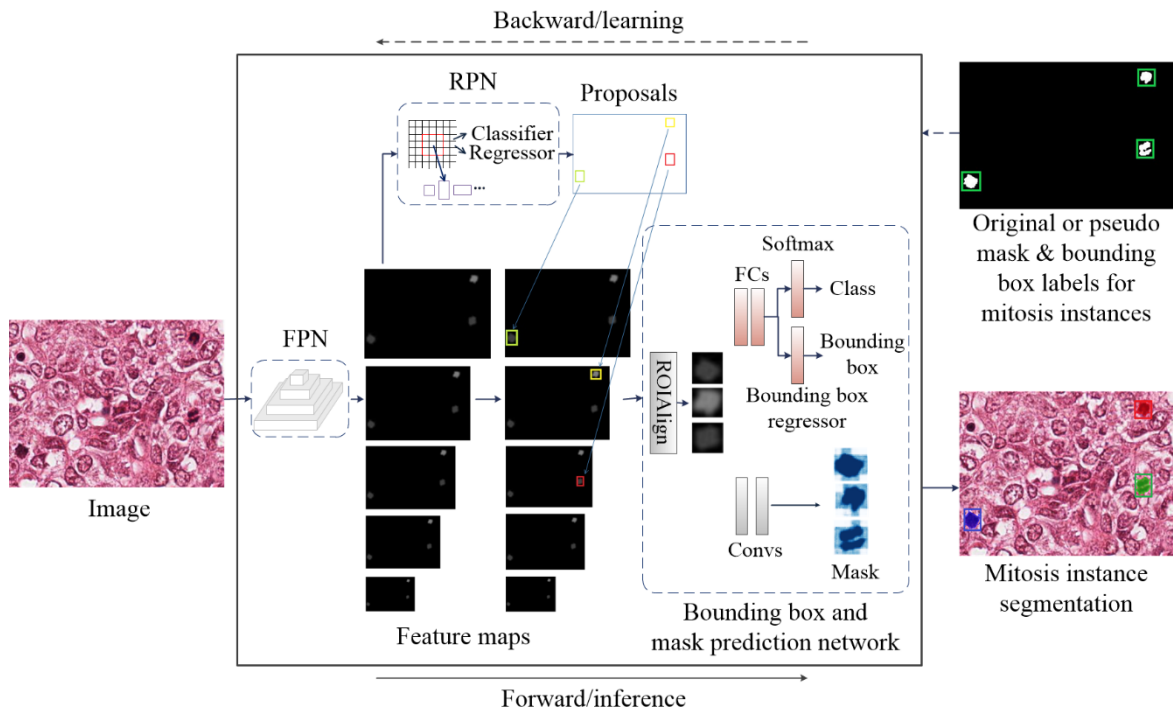 Backward/learning
RPN
Classifier
Regressor
...
Proposals
Original or pseudo
mask & bounding
box labels for
mitosis instances
FPN
Image
Feature maps
ROIAlign
Softmax
FCs
Class
Bounding
box
Bounding box
regressor
Convs
Mask
Bounding box and
mask prediction network
Mitosis instance
segmentation
Forward/inference